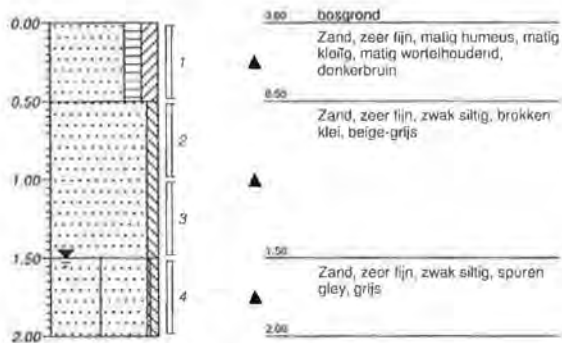 0.00
0.50
1.00
1.50
2.00
1
2
3
4
0.00 bosgrond
Zand, zeer fijn, matig humeus, matig
kleiïg, matig wortelhoudend,
donkerbruin
0.50
Zand, zeer fijn, zwak siltig, brokken
klei, beige-grijs
1.50
Zand, zeer fijn, zwak siltig, sporen
gley, grijs
2.00